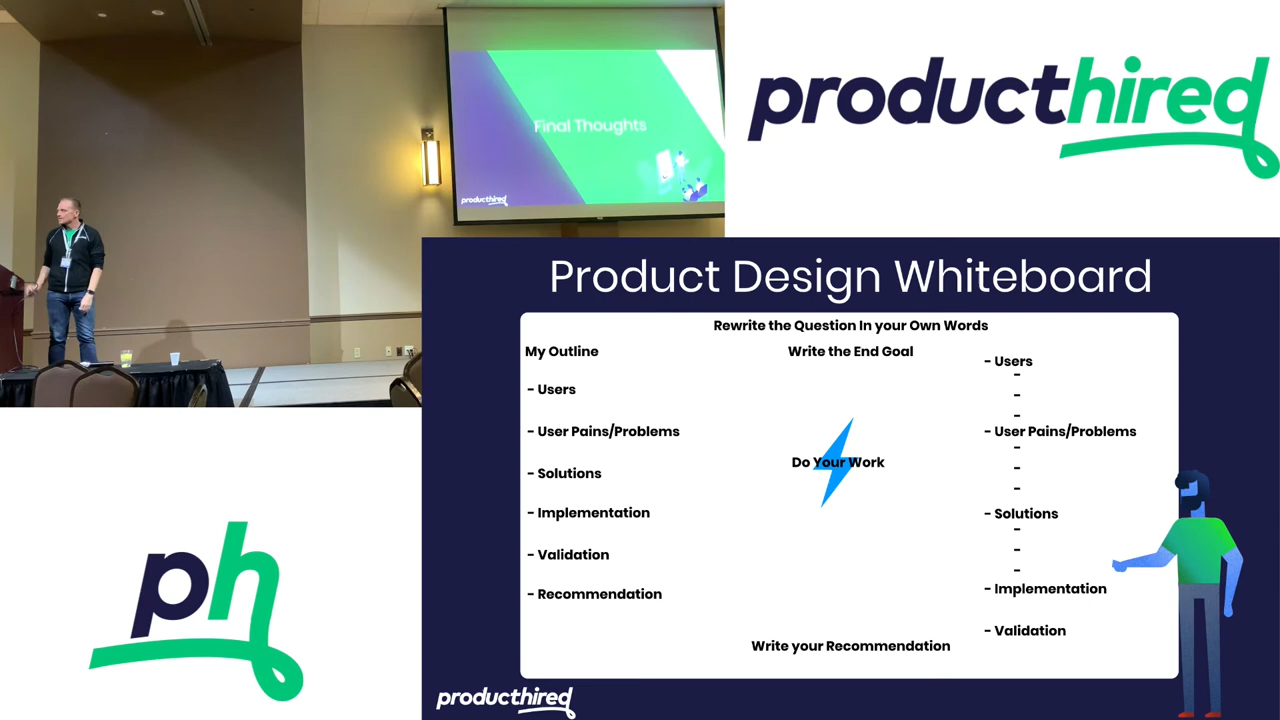 Final Thoughts
producthired
producthired
Product Design Whiteboard
Rewrite the Question In your Own Words
My Outline
- Users
- User Pains/Problems
- Solutions
- Implementation
- Validation
- Recommendation
Write the End Goal
Do Your Work
Write your Recommendation
- Users
-
-
-
- User Pains/Problems
-
-
-
- Solutions
-
-
-
- Implementation
- Validation
ph
producthired